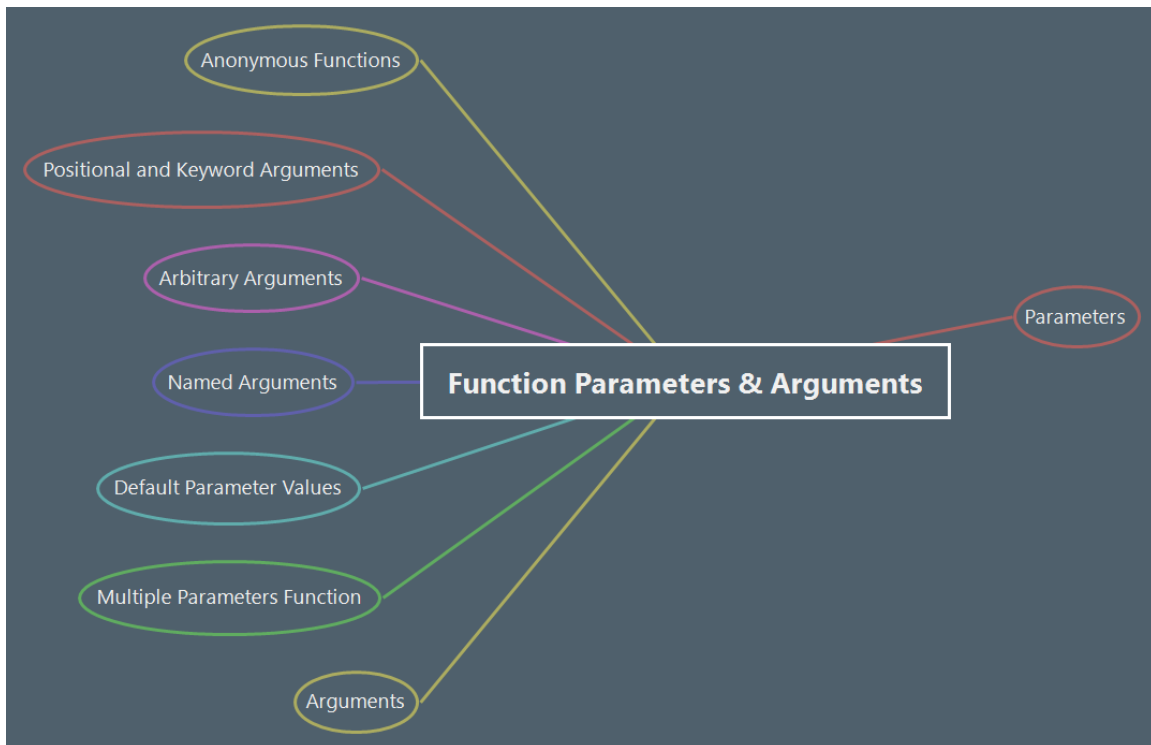 Anonymous Functions
Positional and Keyword Arguments
Arbitrary Arguments
Parameters
Named Arguments
Function Parameters & Arguments
Default Parameter Values
Multiple Parameters Function
Arguments